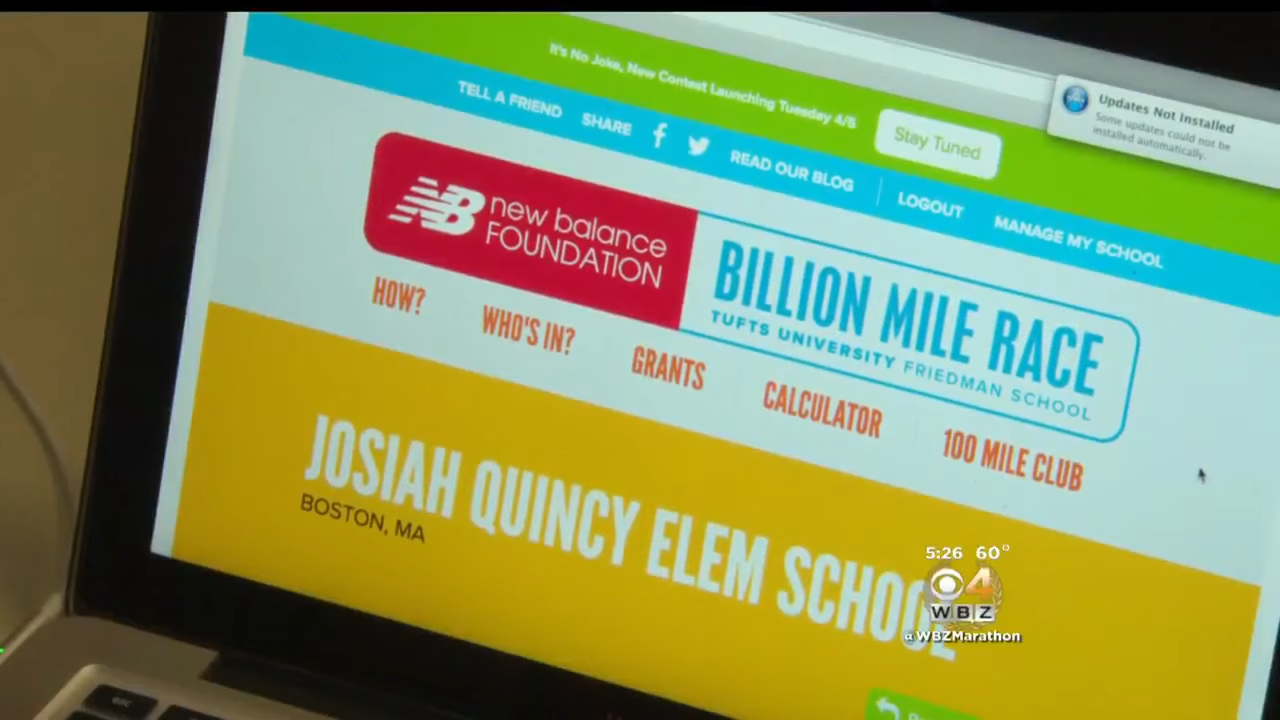 It's No Joke, New Contest Launching Tuesday 4/5
Stay Tuned
Updates Not Installed
Some updates could not be
installed automatically.
TELL A FRIEND SHARE f READ OUR BLOG LOGOUT MANAGE MY SCHOOL
NB new balance
FOUNDATION
BILLION MILE RACE
TUFTS UNIVERSITY FRIEDMAN SCHOOL
HOW? WHO'S IN? GRANTS CALCULATOR 100 MILE CLUB
JOSIAH QUINCY ELEM SCHOOL
BOSTON, MA
5:26 60°
4
WBZ
@WBZMarathon
esc